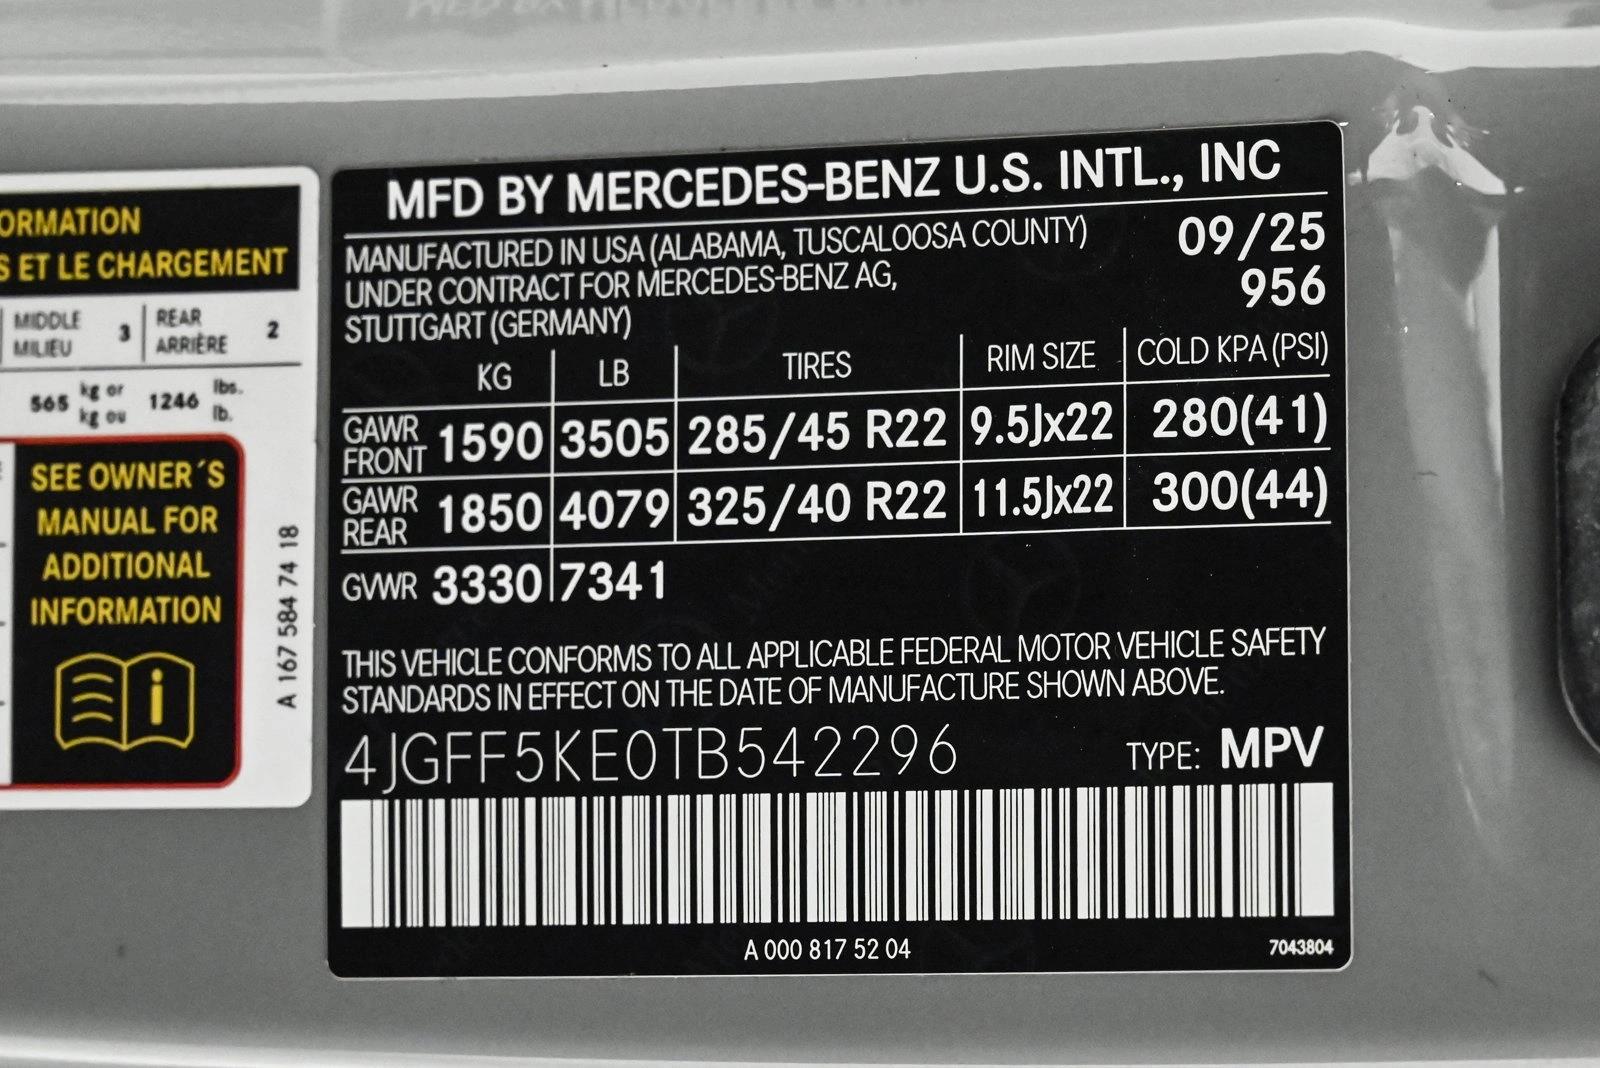 ORMATION
S ET LE CHARGEMENT
MIDDLE
MILIEU
3
REAR
ARRIÈRE
2
565 kg or
kg ou
1246 lbs.
lb.
SEE OWNER´S
MANUAL FOR
ADDITIONAL
INFORMATION
i
A 167 584 74 18
MFD BY MERCEDES-BENZ U.S. INTL., INC
MANUFACTURED IN USA (ALABAMA, TUSCALOOSA COUNTY)
UNDER CONTRACT FOR MERCEDES-BENZ AG,
STUTTGART (GERMANY)
09/25
956
KG LB TIRES RIM SIZE COLD KPA (PSI)
GAWR FRONT 1590 3505 285/45 R22 9.5Jx22 280(41)
GAWR REAR 1850 4079 325/40 R22 11.5Jx22 300(44)
GVWR 3330 7341
THIS VEHICLE CONFORMS TO ALL APPLICABLE FEDERAL MOTOR VEHICLE SAFETY
STANDARDS IN EFFECT ON THE DATE OF MANUFACTURE SHOWN ABOVE.
4JGFF5KE0TB542296 TYPE: MPV
A 000 817 52 04
7043804